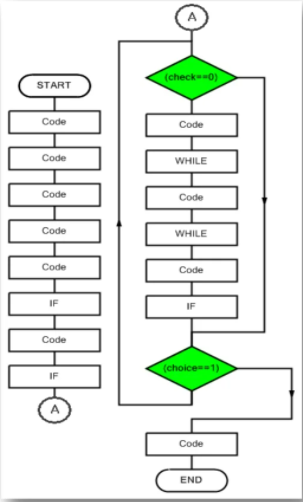 START
Code
Code
Code
Code
Code
IF
Code
IF
A
A
(check==0)
Code
WHILE
Code
WHILE
Code
IF
(choice==1)
Code
END